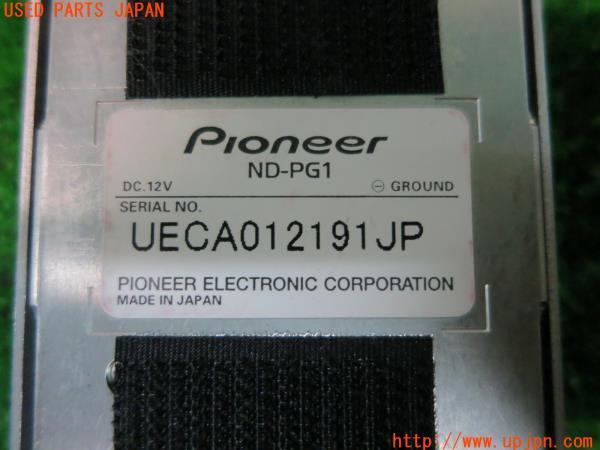 USED PARTS JAPAN
Pioneer
ND-PG1
DC.12V ⊖ GROUND
SERIAL NO.
UECA012191JP
PIONEER ELECTRONIC CORPORATION
MADE IN JAPAN
http://www.upjpn.com